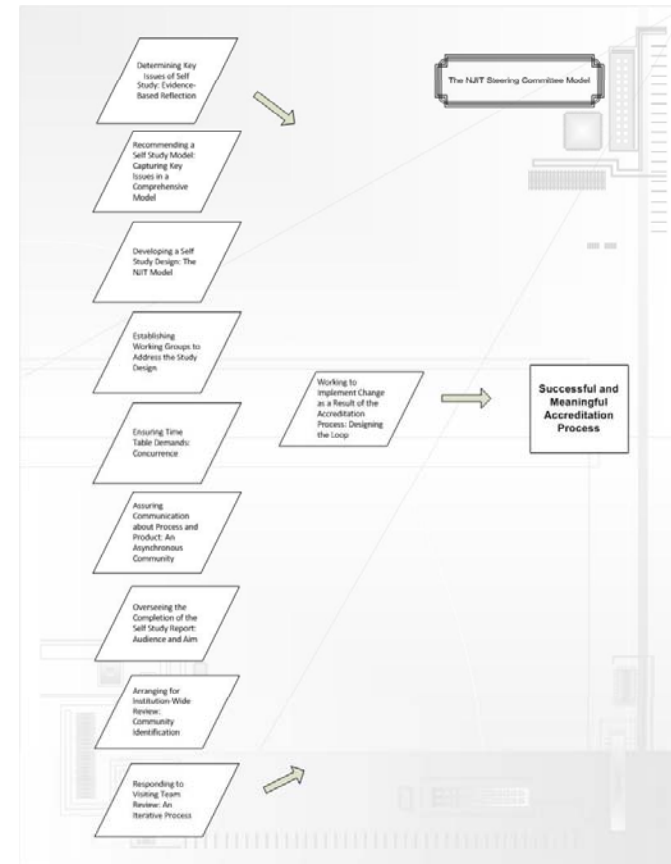 The NJIT Steering Committee Model
Determining Key
Issues of Self
Study: Evidence-
Based Reflection
Recommending a
Self Study Model:
Capturing Key
Issues in a
Comprehensive
Model
Developing a Self
Study Design: The
NJIT Model
Establishing
Working Groups to
Address the Study
Design
Ensuring Time
Table Demands:
Concurrence
Assuring
Communication
about Process and
Product: An
Asynchronous
Community
Overseeing the
Completion of the
Self Study Report:
Audience and Aim
Arranging for
Institution-Wide
Review:
Community
Identification
Responding to
Visiting Team
Review: An
Iterative Process
Working to
Implement Change
as a Result of the
Accreditation
Process: Designing
the Loop
Successful and
Meaningful
Accreditation
Process